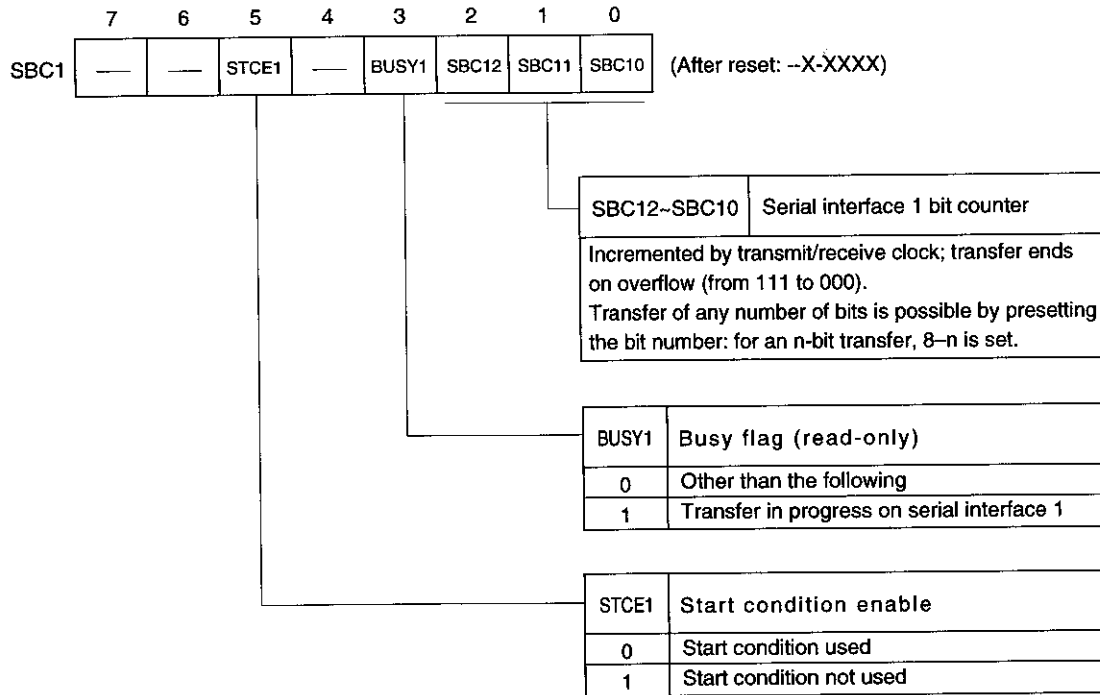 7 6 5 4 3 2 1 0
SBC1 — — STCE1 — BUSY1 SBC12 SBC11 SBC10 (After reset: --X-XXXX)
SBC12~SBC10 Serial interface 1 bit counter
Incremented by transmit/receive clock; transfer ends
on overflow (from 111 to 000).
Transfer of any number of bits is possible by presetting
the bit number: for an n-bit transfer, 8–n is set.
BUSY1 Busy flag (read-only)
0 Other than the following
1 Transfer in progress on serial interface 1
STCE1 Start condition enable
0 Start condition used
1 Start condition not used